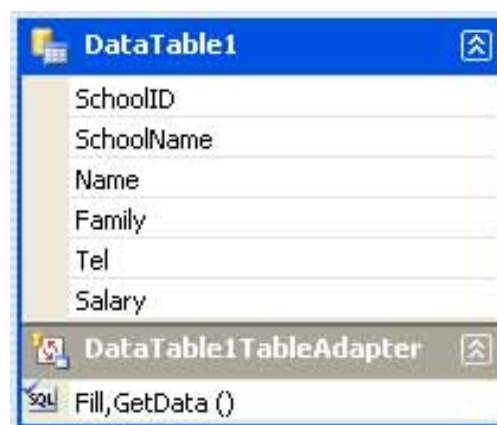 DataTable1
SchoolID
SchoolName
Name
Family
Tel
Salary
DataTable1TableAdapter
SQL Fill,GetData ()